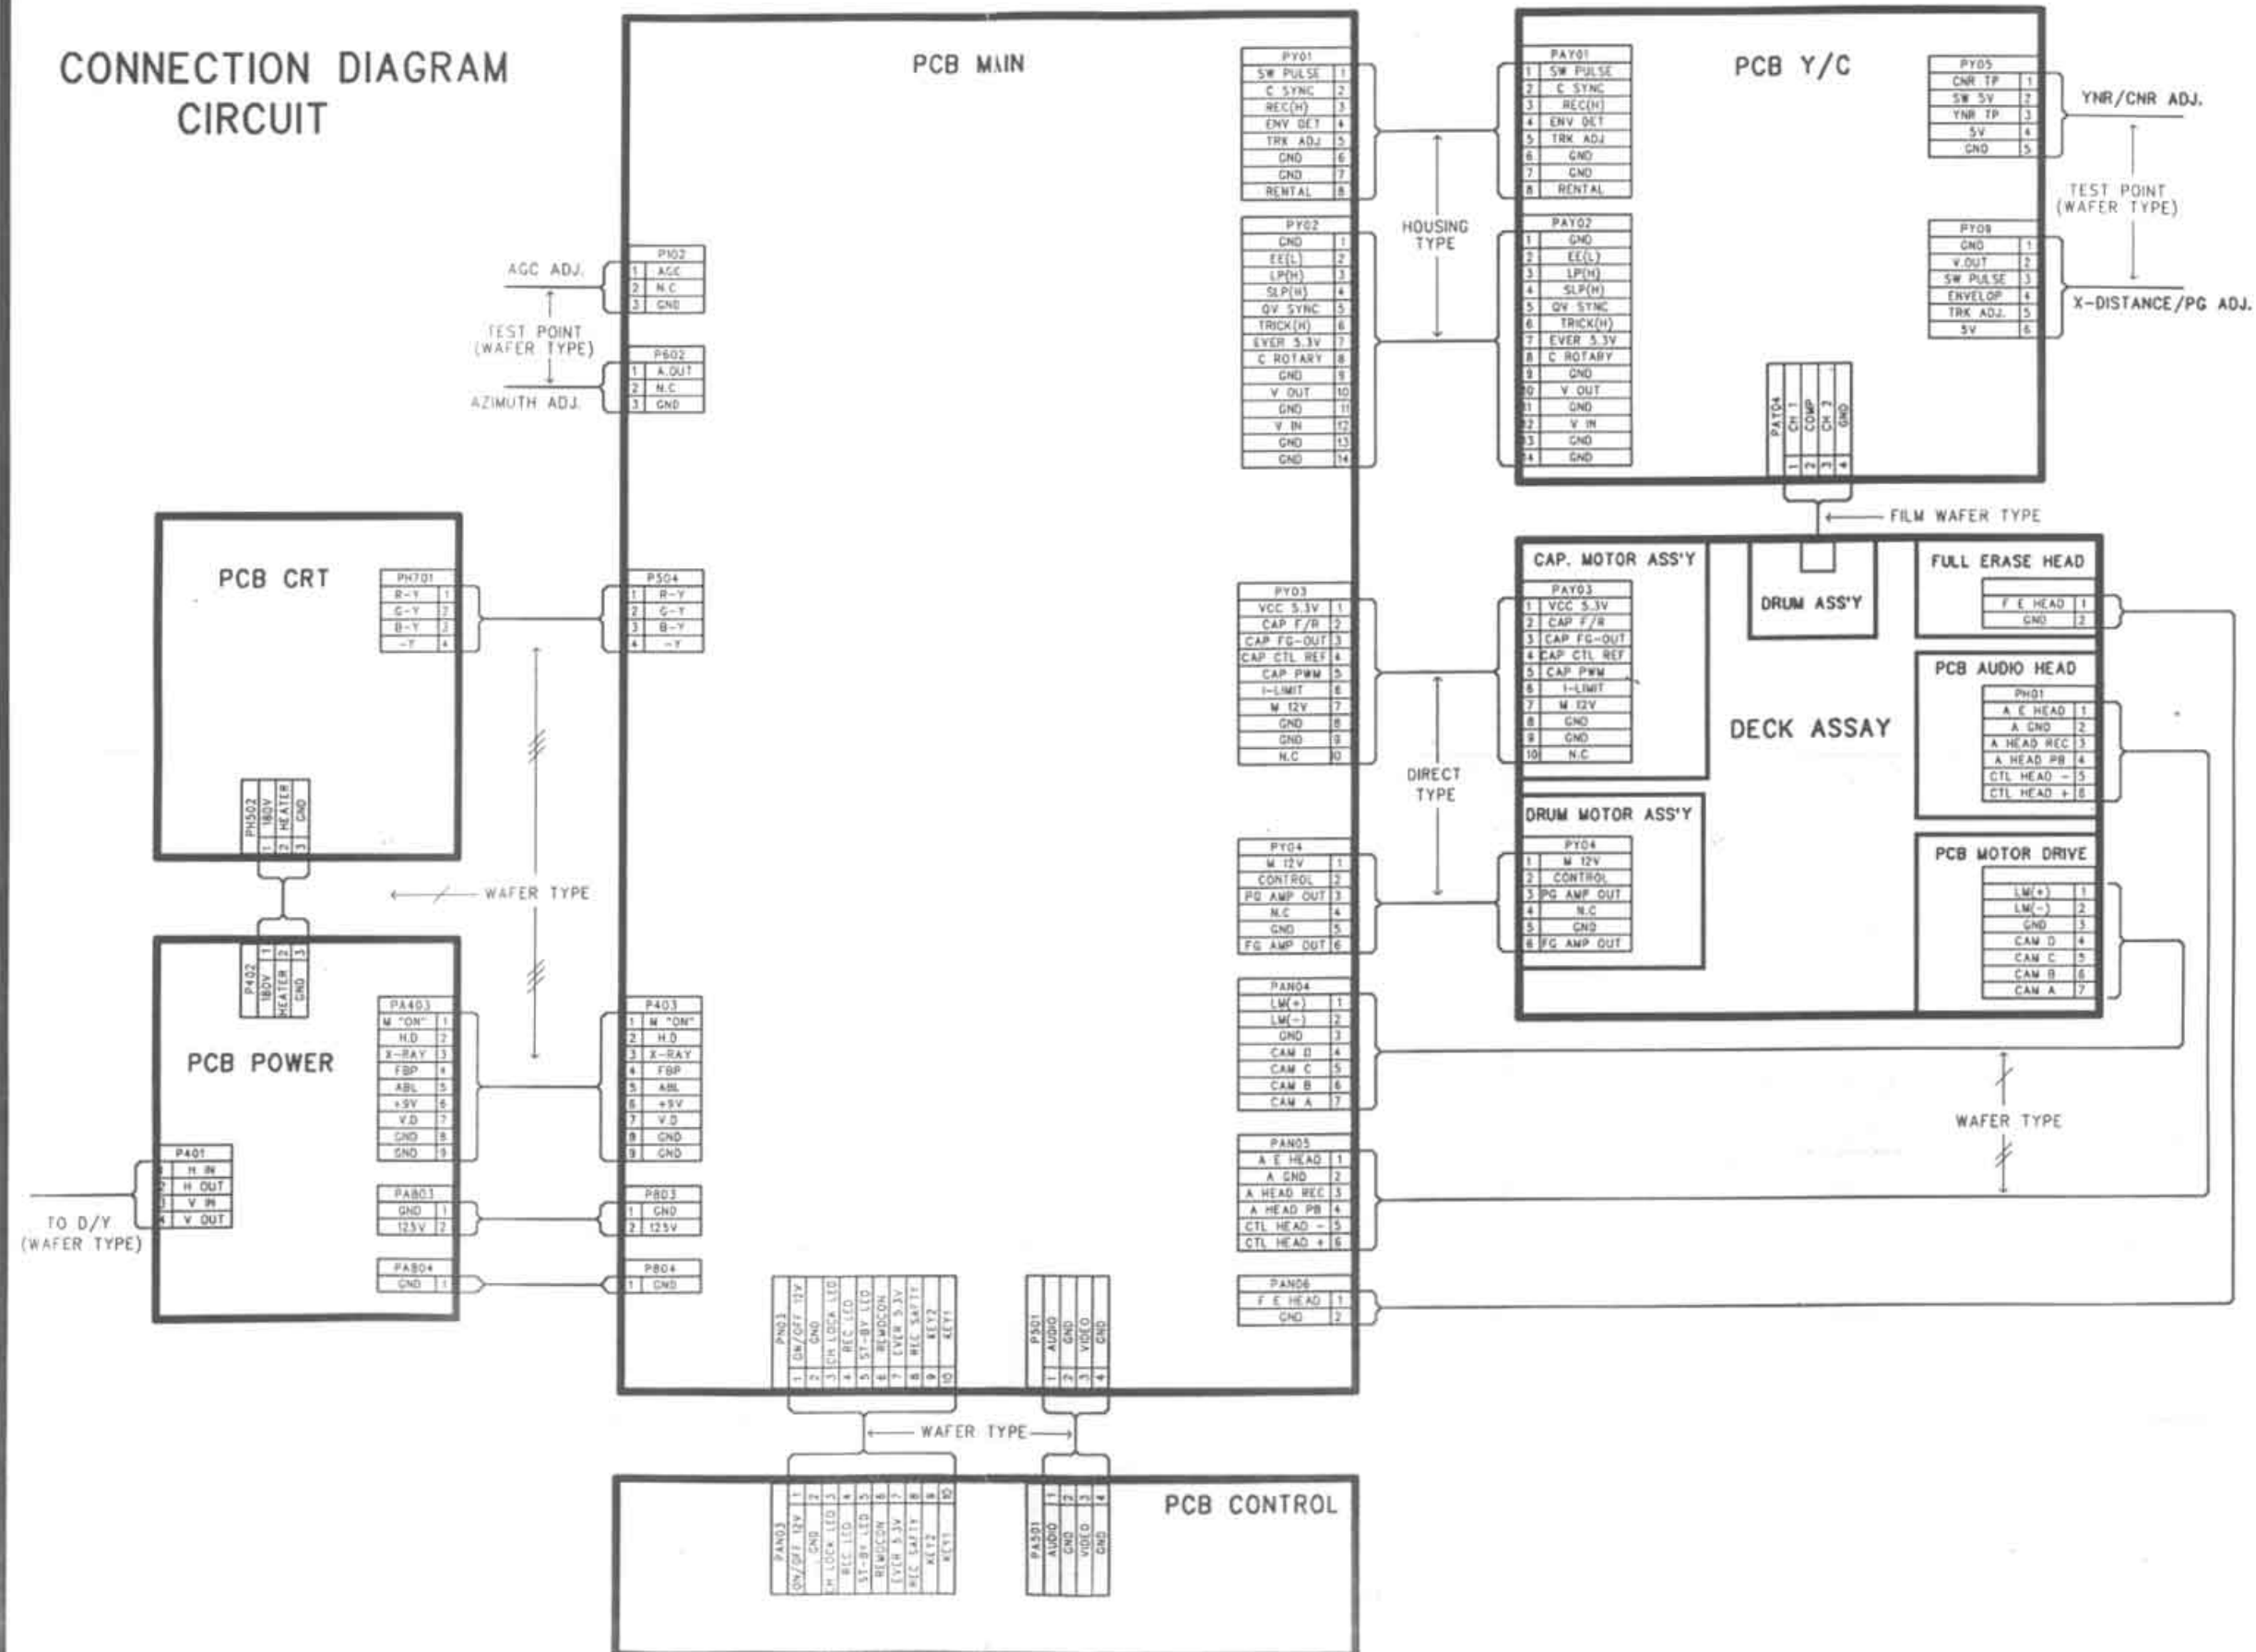 CONNECTION DIAGRAM
CIRCUIT
PCB MAIN
PY01
SW PULSE 1
C SYNC 2
REC(H) 3
ENV DET 4
TRK ADJ 5
GND 6
GND 7
RENTAL 8
PY02
GND 1
EE(L) 2
LP(H) 3
SLP(H) 4
QV SYNC 5
TRICK(H) 6
EVER 5.3V 7
C ROTARY 8
GND 9
V OUT 10
GND 11
V IN 12
GND 13
GND 14
HOUSING
TYPE
PCB Y/C
PAY01
1 SW PULSE
2 C SYNC
3 REC(H)
4 ENV DET
5 TRK ADJ
6 GND
7 GND
8 RENTAL
PAY02
1 GND
2 EE(L)
3 LP(H)
4 SLP(H)
5 QV SYNC
6 TRICK(H)
7 EVER 5.3V
8 C ROTARY
9 GND
10 V OUT
11 GND
12 V IN
13 GND
14 GND
PY05
CNR TP 1
SW 5V 2
YNR TP 3
5V 4
GND 5
YNR/CNR ADJ.
TEST POINT
(WAFER TYPE)
GND 1
V.OUT 2
SW PULSE 3
ENVELOP 4
TRK ADJ. 5
5V 6
X-DISTANCE/PG ADJ.
PAY04
1 CH 1
2 COMP
3 CH 2
4 GND
FILM WAFER TYPE
AGC ADJ.
TEST POINT
(WAFER TYPE)
AZIMUTH ADJ.
P102
1 AGC
2 N.C
3 GND
P602
1 A.OUT
2 N.C
3 GND
PCB CRT
PH701
R-Y 1
G-Y 2
B-Y 3
-Y 4
P504
1 R-Y
2 G-Y
3 B-Y
4 -Y
PH502
1 180V
2 HEATER
3 GND
WAFER TYPE
P402
180V 1
HEATER 2
GND 3
PCB POWER
PA403
M "ON" 1
H.D 2
X-RAY 3
FBP 4
ABL 5
+9V 6
V.D 7
GND 8
GND 9
P403
1 M "ON"
2 H.D
3 X-RAY
4 FBP
5 ABL
6 +9V
7 V.D
8 GND
9 GND
P401
H IN
H OUT
3 V IN
4 V OUT
TO D/Y
(WAFER TYPE)
PA803
GND 1
125V 2
P803
1 GND
2 125V
PA804
GND 1
P804
1 GND
PY03
VCC 5.3V 1
CAP F/R 2
CAP FG-OUT 3
CAP CTL REF 4
CAP PWM 5
I-LIMIT 6
M 12V 7
GND 8
GND 9
N.C 10
DIRECT
TYPE
PY04
M 12V 1
CONTROL 2
PG AMP OUT 3
N.C 4
GND 5
FG AMP OUT 6
PAN04
LM(+) 1
LM(-) 2
GND 3
CAM D 4
CAM C 5
CAM B 6
CAM A 7
PAN05
A E HEAD 1
A GND 2
A HEAD REC 3
A HEAD PB 4
CTL HEAD - 5
CTL HEAD + 6
PAN06
F E HEAD 1
GND 2
CAP. MOTOR ASS'Y
PAY03
1 VCC 5.3V
2 CAP F/R
3 CAP FG-OUT
4 CAP CTL REF
5 CAP PWM
6 I-LIMIT
7 M 12V
8 GND
9 GND
10 N.C
DRUM MOTOR ASS'Y
PY04
1 M 12V
2 CONTROL
3 PG AMP OUT
4 N.C
5 GND
6 FG AMP OUT
DRUM ASS'Y
DECK ASSAY
FULL ERASE HEAD
F E HEAD 1
GND 2
PCB AUDIO HEAD
PH01
A E HEAD 1
A GND 2
A HEAD REC 3
A HEAD PB 4
CTL HEAD - 5
CTL HEAD + 6
PCB MOTOR DRIVE
LM(+) 1
LM(-) 2
GND 3
CAM D 4
CAM C 5
CAM B 6
CAM A 7
WAFER TYPE
PN03
1 ON/OFF 12V
2 GND
3 CH LOCK LED
4 REC LED
5 ST-BY LED
6 REMOCON
7 EVER 5.3V
8 REC SAFTY
9 KEY2
10 KEY1
P501
1 AUDIO
2 GND
3 VIDEO
4 GND
WAFER TYPE
PAN03
ON/OFF 12V 1
GND 2
CH LOCK LED 3
REC LED 4
ST-BY LED 5
REMOCON 6
EVER 5.3V 7
REC SAFTY 8
KEY2 9
KEY1 10
PA501
AUDIO 1
GND 2
VIDEO 3
GND 4
PCB CONTROL